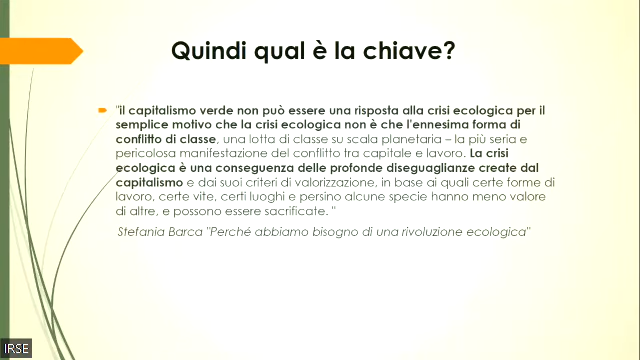 Quindi qual è la chiave?
"il capitalismo verde non può essere una risposta alla crisi ecologica per il
semplice motivo che la crisi ecologica non è che l'ennesima forma di
conflitto di classe, una lotta di classe su scala planetaria – la più seria e
pericolosa manifestazione del conflitto tra capitale e lavoro. La crisi
ecologica è una conseguenza delle profonde diseguaglianze create dal
capitalismo e dai suoi criteri di valorizzazione, in base ai quali certe forme di
lavoro, certe vite, certi luoghi e persino alcune specie hanno meno valore
di altre, e possono essere sacrificate. "
Stefania Barca "Perché abbiamo bisogno di una rivoluzione ecologica"
IRSE